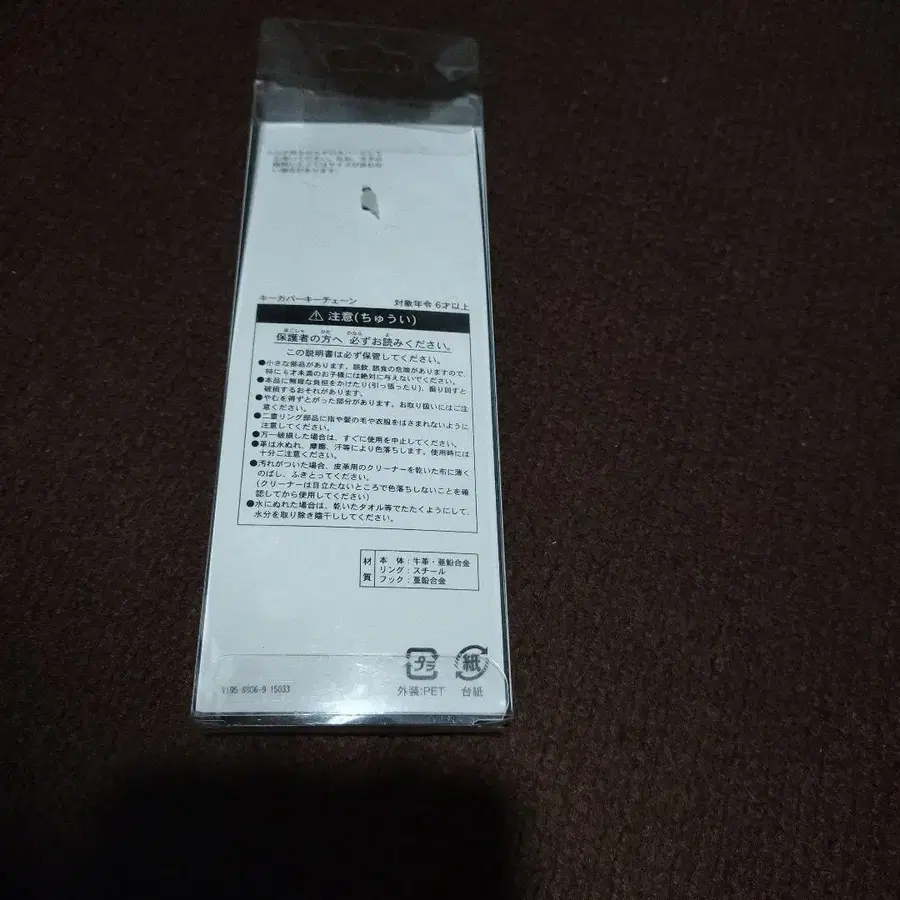 キーカバーキーチェーン 対象年令 6才以上
⚠ 注意(ちゅうい)
ほごしゃ かた かなら よ
保護者の方へ 必ずお読みください。
この説明書は必ず保管してください。
●小さな部品があります。誤飲、誤食の危険がありますので、
特に6才未満のお子様には絶対に与えないでください。
●本品に無理な負担をかけたり(引っ張ったり)、振り回すと
破損するおそれがあります。
●やむを得ずとがった部分があります。お取り扱いにはご注
意ください。
●二重リング部品に指や髪の毛や衣服をはさまれないように
注意してください。
●万一破損した場合は、すぐに使用を中止してください。
●革は水ぬれ、摩擦、汗等により色落ちします。使用時には
十分ご注意ください。
●汚れがついた場合、皮革用のクリーナーを乾いた布に薄く
のばし、ふきとってください。
(クリーナーは目立たないところで色落ちしないことを確
認してから使用してください)
●水にぬれた場合は、乾いたタオル等でたたくようにして、
水分を取り除き陰干ししてください。
材質
本 体：牛革・亜鉛合金
リング：スチール
フック：亜鉛合金
プラ 紙
外装:PET 台紙
15033